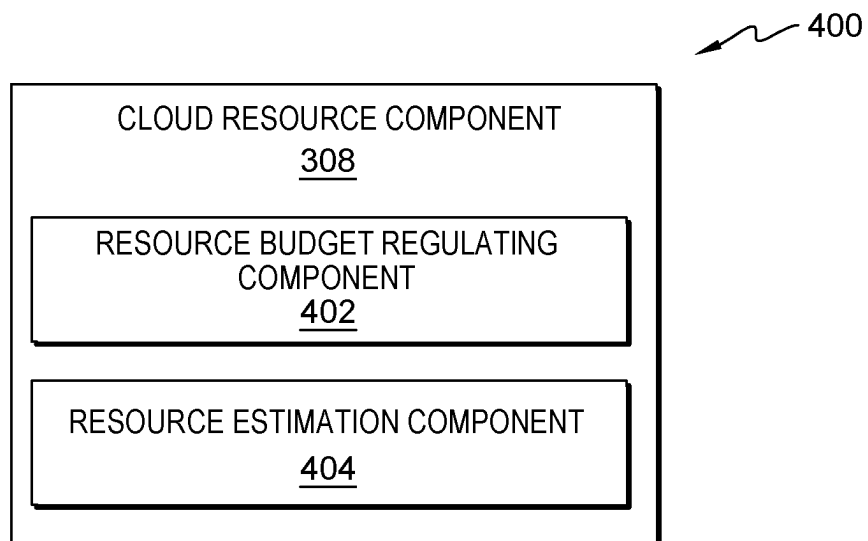 400
CLOUD RESOURCE COMPONENT
308
RESOURCE BUDGET REGULATING
COMPONENT
402
RESOURCE ESTIMATION COMPONENT
404